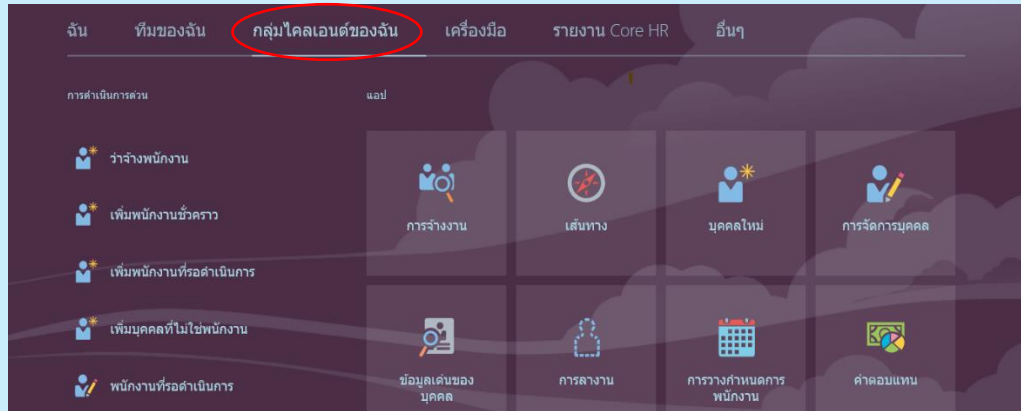 ฉัน ทีมของฉัน กลุ่มไคลเอนต์ของฉัน เครื่องมือ รายงาน Core HR อื่นๆ
การดำเนินการด่วน
ว่าจ้างพนักงาน
เพิ่มพนักงานชั่วคราว
เพิ่มพนักงานที่รอดำเนินการ
เพิ่มบุคคลที่ไม่ใช่พนักงาน
พนักงานที่รอดำเนินการ
แอป
การจ้างงาน เส้นทาง บุคคลใหม่ การจัดการบุคคล
ข้อมูลเด่นของ
บุคคล
การลางาน
การวางกำหนดการ
พนักงาน
ค่าตอบแทน